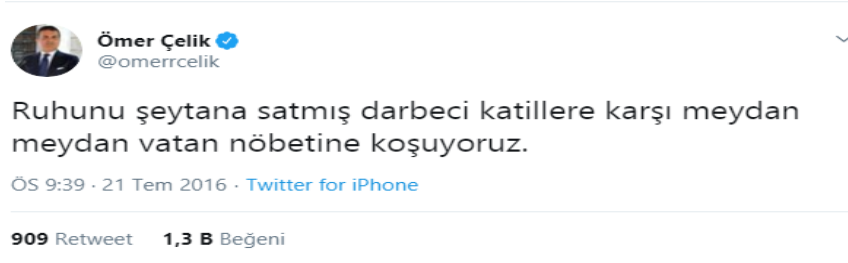 Ömer Çelik
@omerrcelik
Ruhunu şeytana satmış darbeci katillere karşı meydan
meydan vatan nöbetine koşuyoruz.
ÖS 9:39 · 21 Tem 2016 · Twitter for iPhone
909 Retweet 1,3 B Beğeni